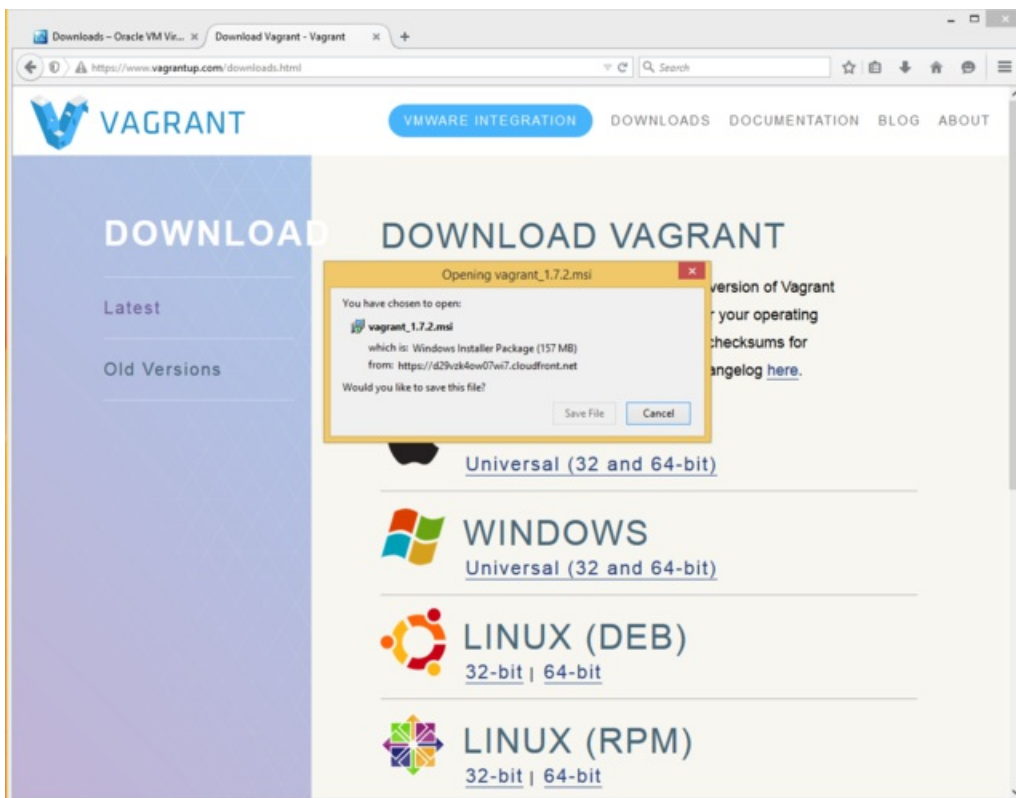 Downloads – Oracle VM Vir...
Download Vagrant - Vagrant
https://www.vagrantup.com/downloads.html
Search
VAGRANT
VMWARE INTEGRATION
DOWNLOADS
DOCUMENTATION
BLOG
ABOUT
DOWNLOAD
Latest
Old Versions
DOWNLOAD VAGRANT
version of Vagrant
your operating
checksums for
angelog here.
Opening vagrant_1.7.2.msi
You have chosen to open:
vagrant_1.7.2.msi
which is: Windows Installer Package (157 MB)
from: https://d29vzk4ow07wi7.cloudfront.net
Would you like to save this file?
Save File
Cancel
Universal (32 and 64-bit)
WINDOWS
Universal (32 and 64-bit)
LINUX (DEB)
32-bit | 64-bit
LINUX (RPM)
32-bit | 64-bit